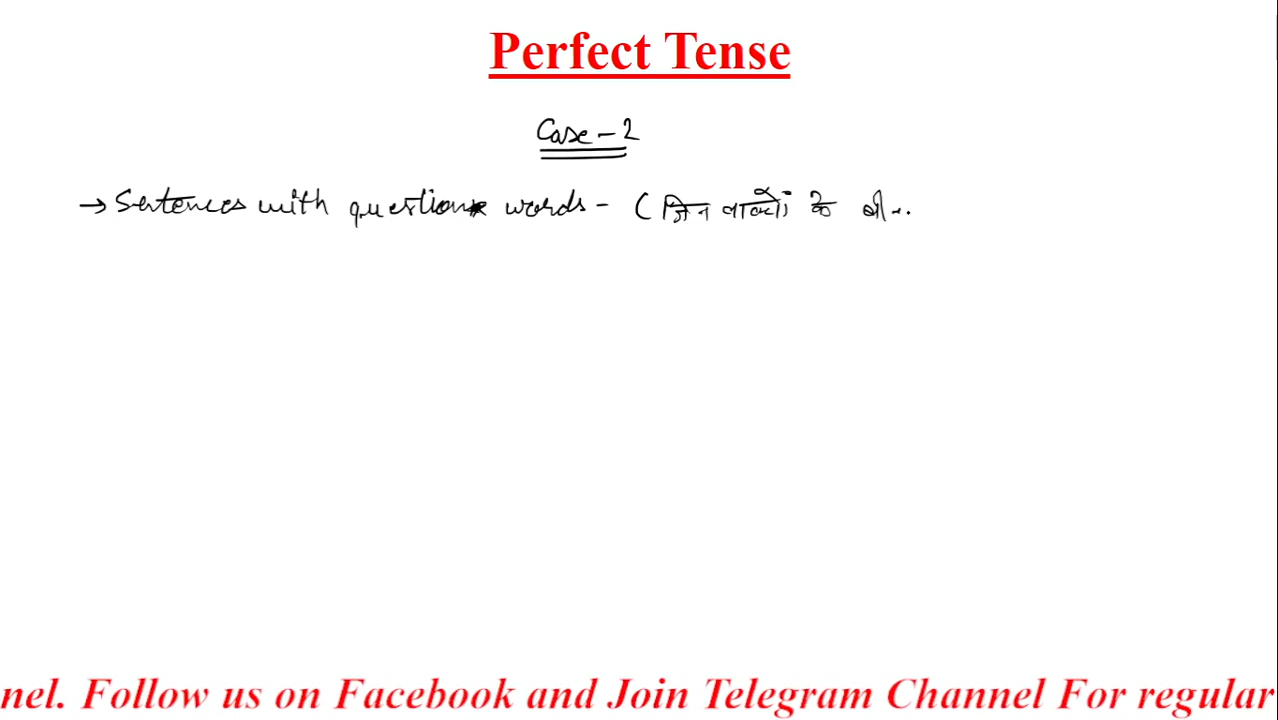 Perfect Tense
Case - 2
→ Sentences with question words - ( जिन वाक्यों के बी
nel. Follow us on Facebook and Join Telegram Channel For regular